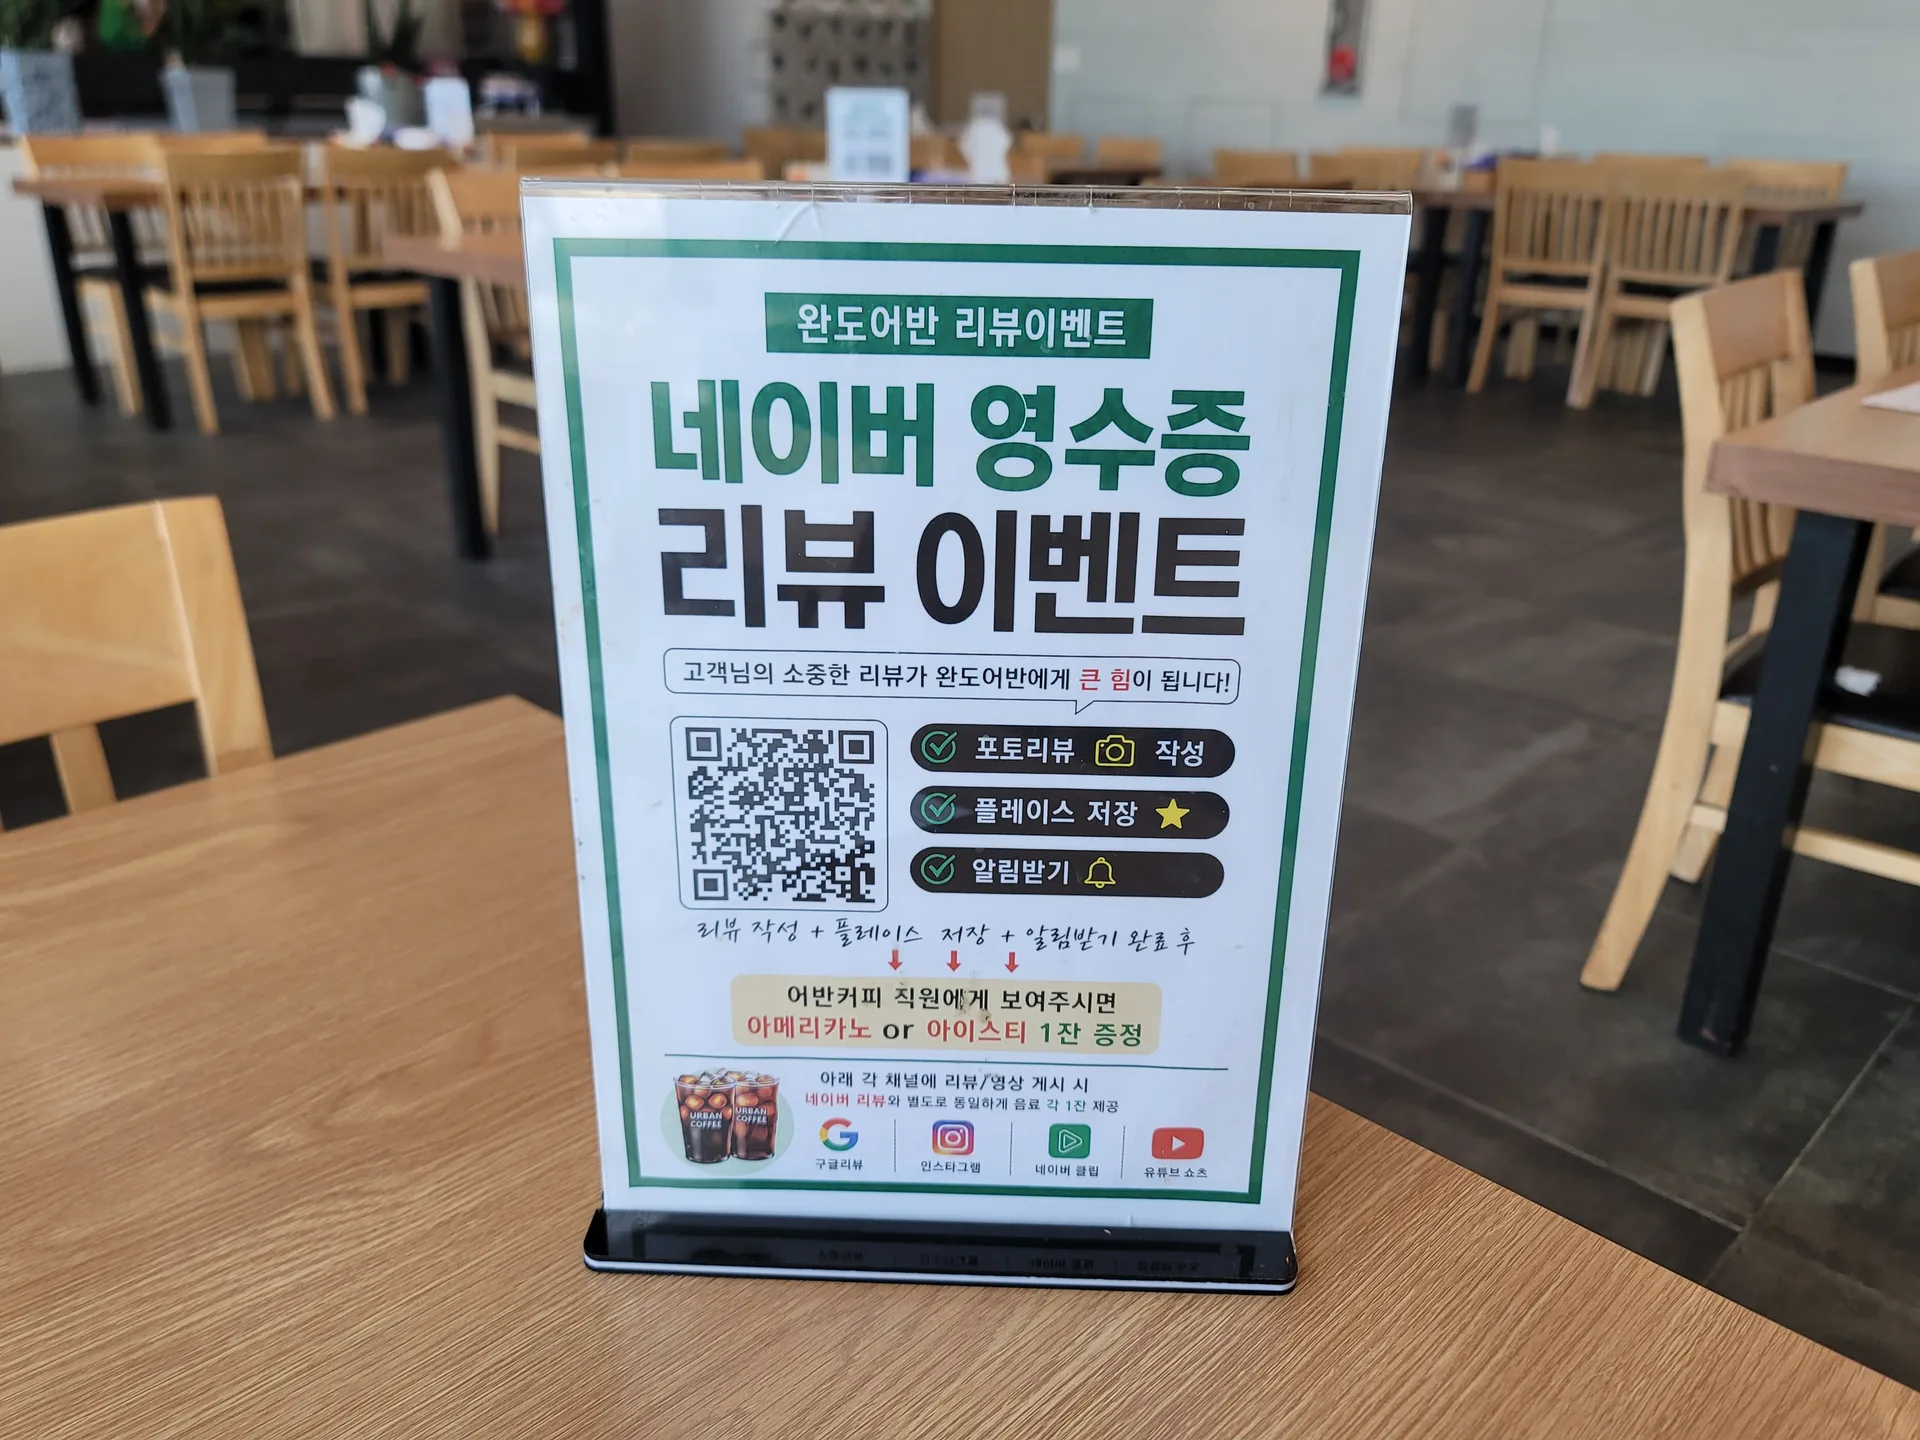 완도어반 리뷰이벤트
네이버 영수증
리뷰 이벤트
고객님의 소중한 리뷰가 완도어반에게 큰 힘이 됩니다!
포토리뷰 작성
플레이스 저장
알림받기
리뷰 작성 + 플레이스 저장 + 알림받기 완료 후
어반커피 직원에게 보여주시면
아메리카노 or 아이스티 1잔 증정
아래 각 채널에 리뷰/영상 게시 시
네이버 리뷰와 별도로 동일하게 음료 각 1잔 제공
URBAN COFFEE
URBAN COFFEE
구글리뷰
인스타그램
네이버 클립
유튜브 쇼츠